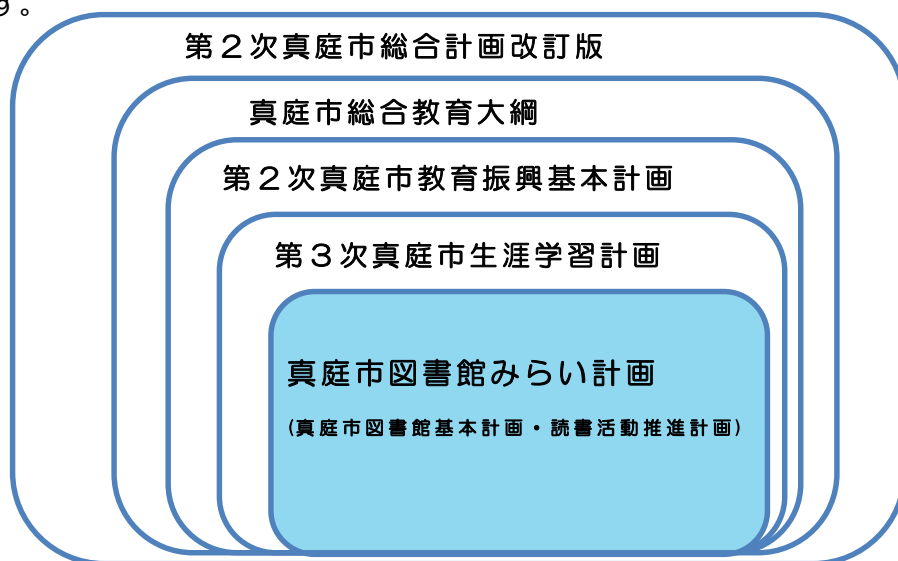 す。
第２次真庭市総合計画改訂版
真庭市総合教育大綱
第２次真庭市教育振興基本計画
第３次真庭市生涯学習計画
真庭市図書館みらい計画
(真庭市図書館基本計画・読書活動推進計画)